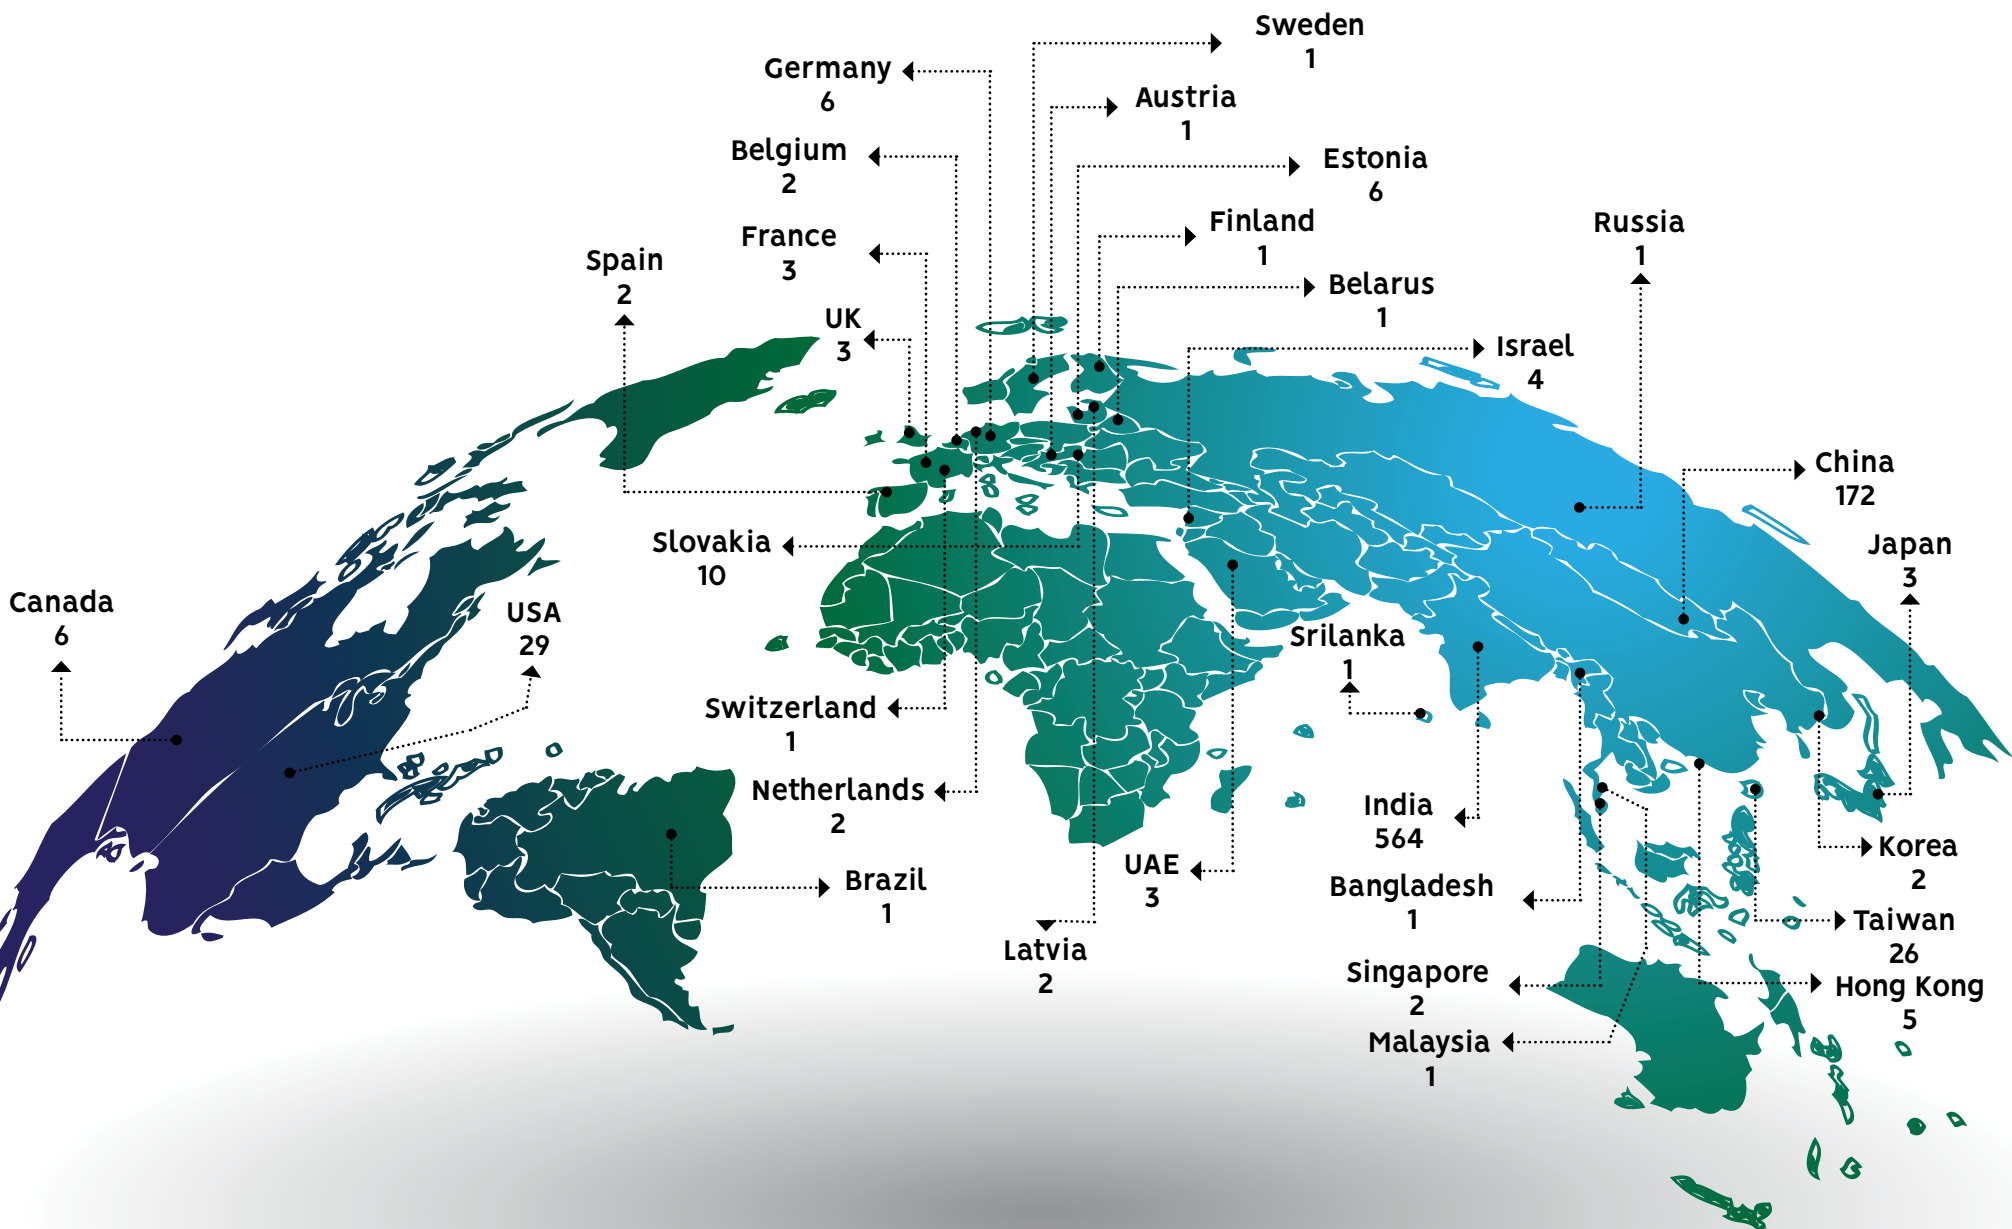 Sweden
1
Germany
6
Austria
1
Belgium
2
Estonia
6
France
3
Finland
1
Russia
1
Spain
2
Belarus
1
UK
3
Israel
4
China
172
Slovakia
10
Japan
3
Canada
6
USA
29
Srilanka
1
Switzerland
1
Netherlands
2
India
564
Korea
2
UAE
3
Brazil
1
Bangladesh
1
Taiwan
26
Latvia
2
Singapore
2
Hong Kong
5
Malaysia
1